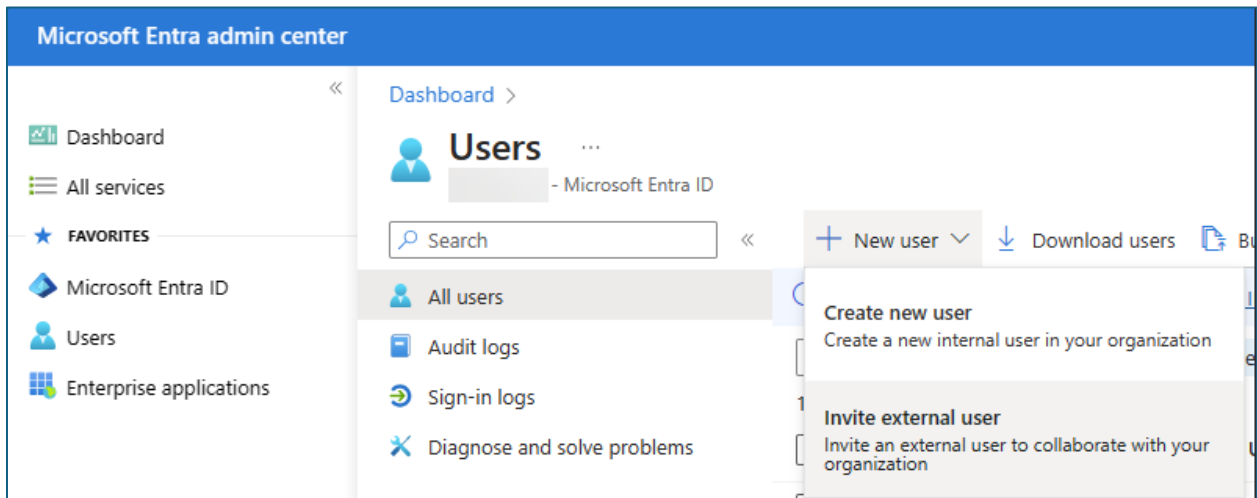 Microsoft Entra admin center
Dashboard
All services
FAVORITES
Microsoft Entra ID
Users
Enterprise applications
Dashboard >
Users ...
- Microsoft Entra ID
Search
All users
Audit logs
Sign-in logs
Diagnose and solve problems
New user
Download users
Create new user
Create a new internal user in your organization
Invite external user
Invite an external user to collaborate with your
organization